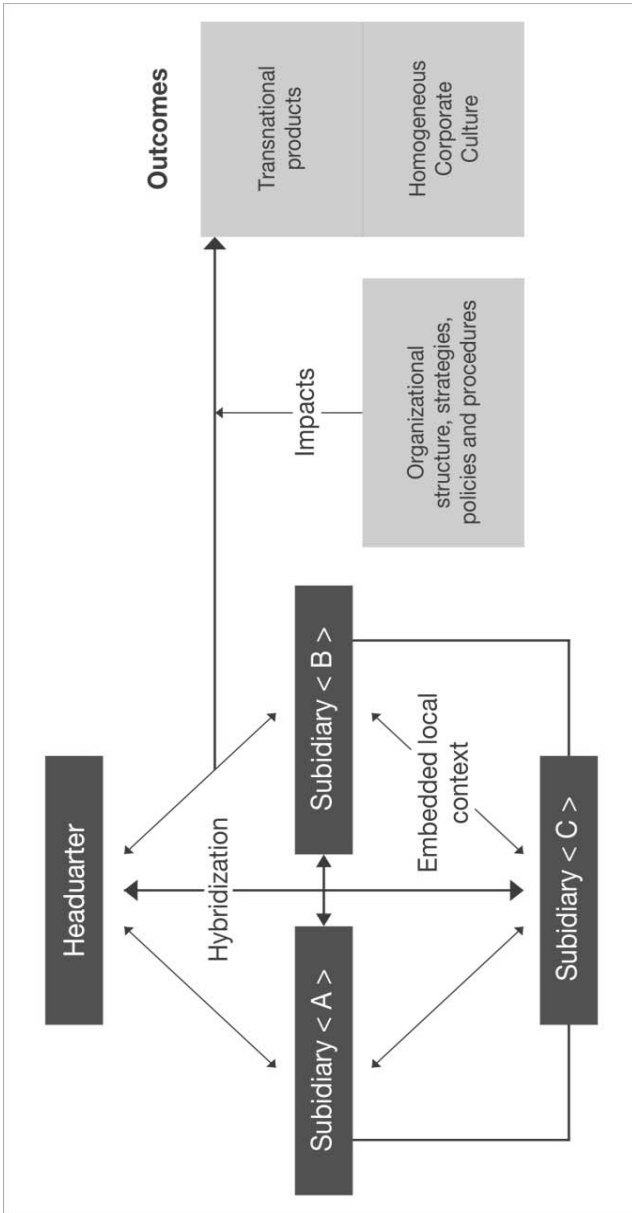 Headuarter
Hybridization
Subidiary < A >
Subidiary < B >
Embedded local
context
Subidiary < C >
Impacts
Organizational
structure, strategies,
policies and procedures
Outcomes
Transnational
products
Homogeneous
Corporate
Culture